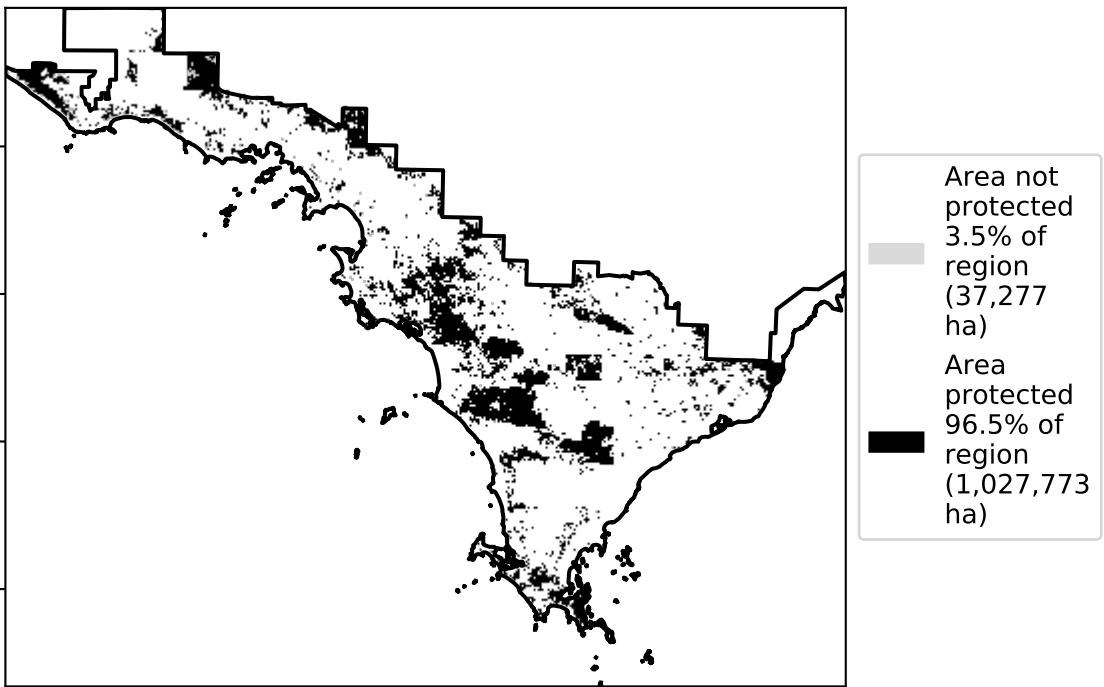 Area not
protected
3.5% of
region
(37,277
ha)
Area
protected
96.5% of
region
(1,027,773
ha)